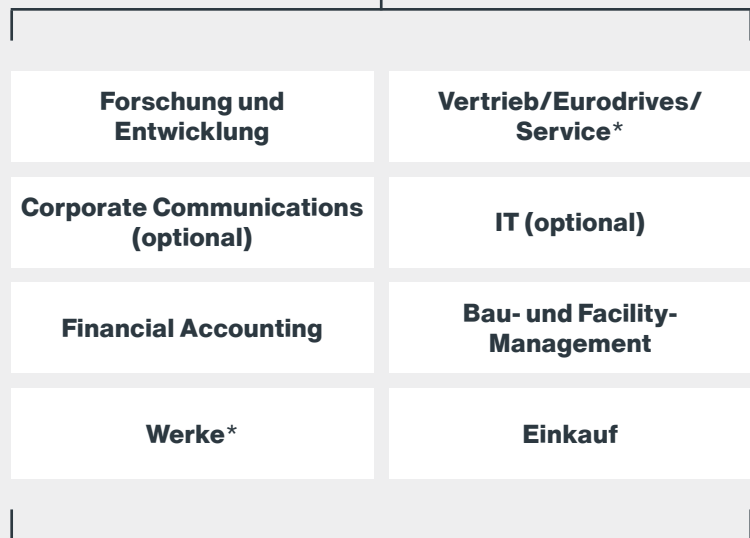 Forschung und
Entwicklung
Vertrieb/Eurodrives/
Service*
Corporate Communications
(optional)
IT (optional)
Financial Accounting
Bau- und Facility-
Management
Werke*
Einkauf